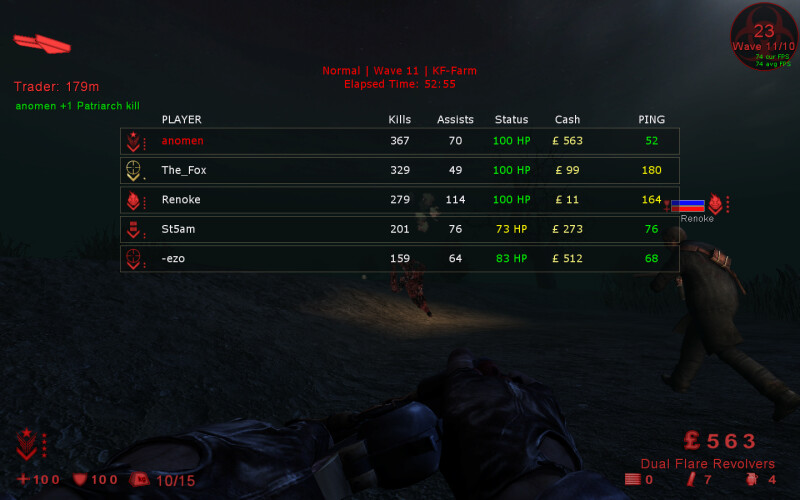 23
Wave 11/10
74 cur FPS
74 avg FPS
Normal | Wave 11 | KF-Farm
Elapsed Time: 52:55
Trader: 179m
anomen +1 Patriarch kill
PLAYER Kills Assists Status Cash PING
anomen 367 70 100 HP £ 563 52
The_Fox 329 49 100 HP £ 99 180
Renoke 279 114 100 HP £ 11 164
Renoke
St5am 201 76 73 HP £ 273 76
-ezo 159 64 83 HP £ 512 68
£563
Dual Flare Revolvers
+100 100 10/15 0 7 4